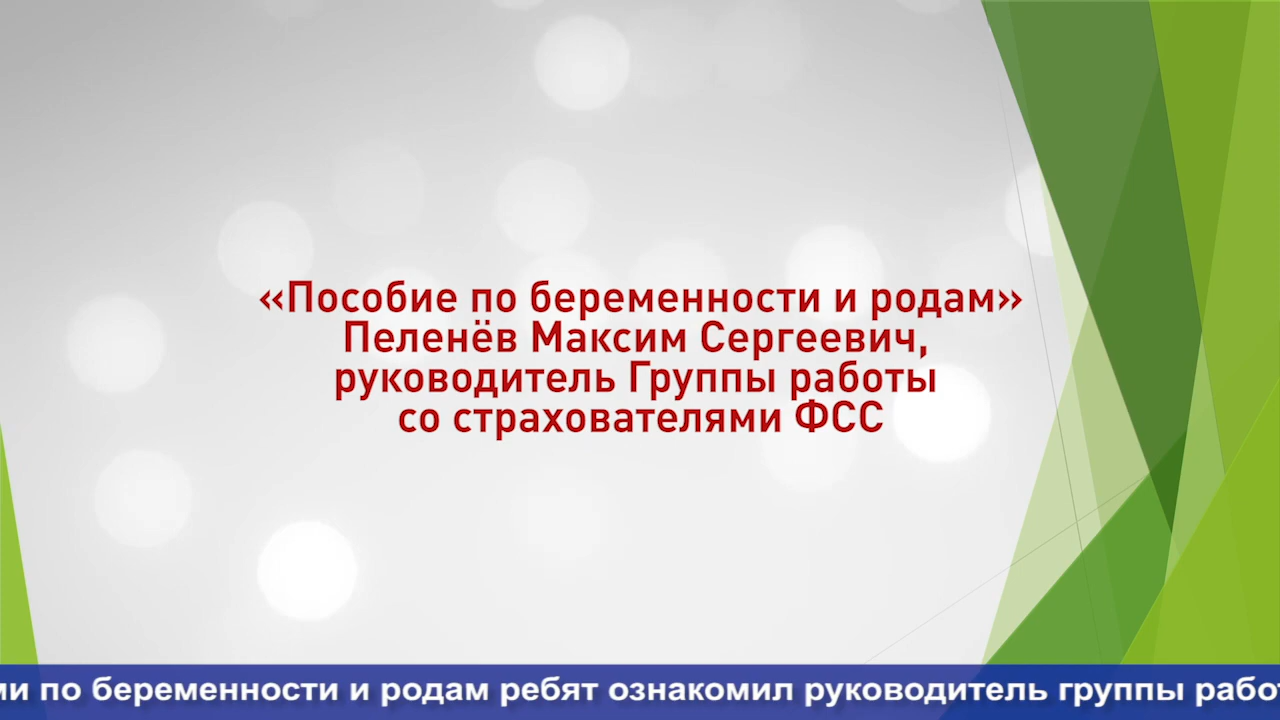 «Пособие по беременности и родам»
Пеленёв Максим Сергеевич,
руководитель Группы работы
со страхователями ФСС
по беременности и родам ребят ознакомил руководитель группы